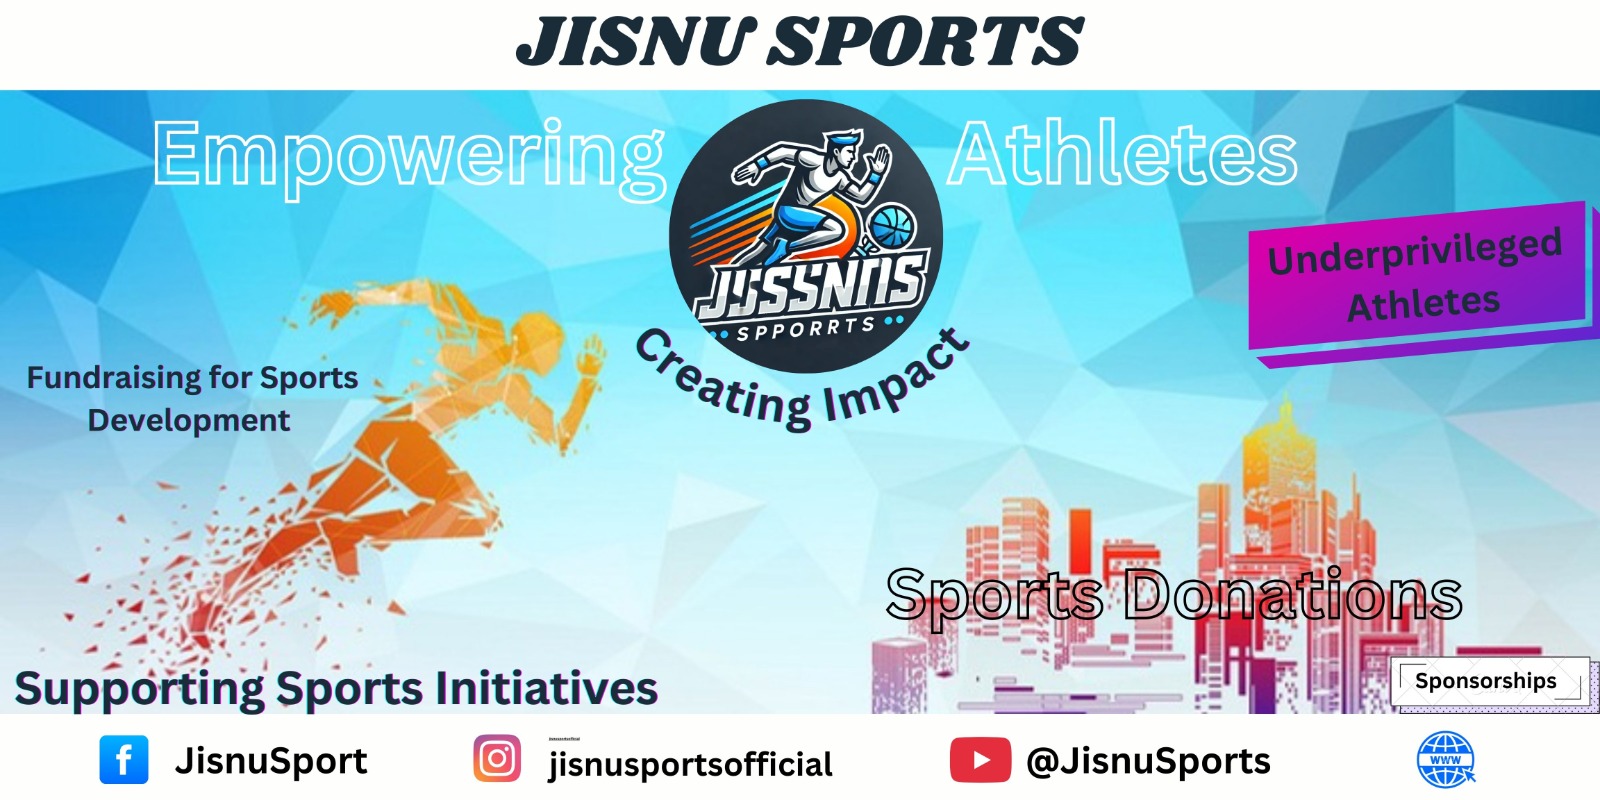 JISNU SPORTS
Empowering
Athletes
JJSSNNS
SPPORRTS
Creating Impact
Underprivileged
Athletes
Fundraising for Sports
Development
Sports Donations
Supporting Sports Initiatives
Sponsorships
JisnuSport
jisnusportsofficial
@JisnuSports
www